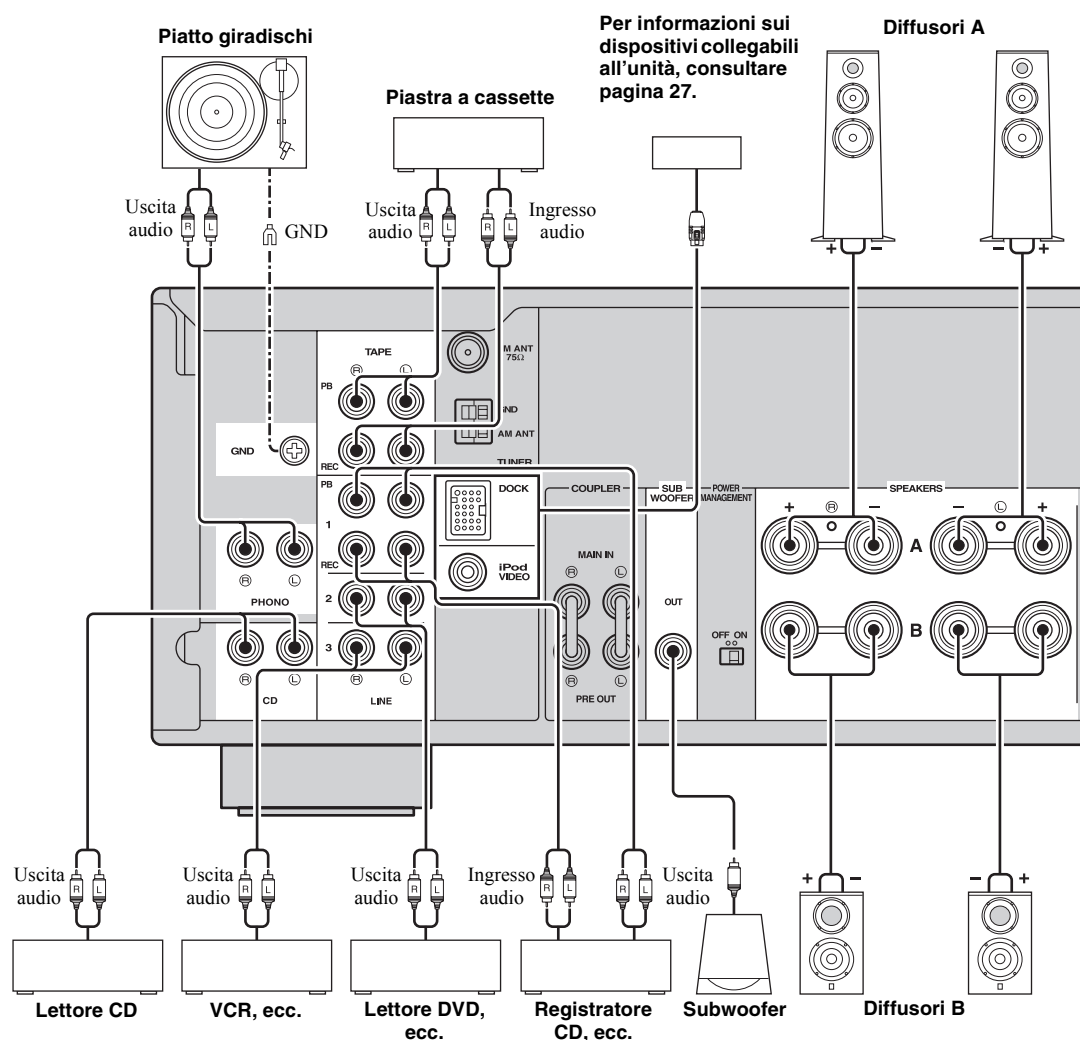 Piatto giradischi
Piastra a cassette
Per informazioni sui
dispositivi collegabili
all'unità, consultare
pagina 27.
Diffusori A
Uscita
audio
R L
GND
Uscita
audio
R L
R L
Ingresso
audio
+ −
− +
TAPE
R L
PB
REC
M ANT
75Ω
GND
AM ANT
TUNER
GND
PB
1
REC
2
3
R L
LINE
R L
PHONO
R L
CD
DOCK
iPod
VIDEO
COUPLER
MAIN IN
R L
R L
PRE OUT
SUB
WOOFER
OUT
POWER
MANAGEMENT
OFF ON
SPEAKERS
+ R −
− L +
A
B
Uscita
audio
R L
Uscita
audio
R L
Uscita
audio
R L
Ingresso
audio
R L
R L
Uscita
audio
+ −
− +
Lettore CD
VCR, ecc.
Lettore DVD,
ecc.
Registratore
CD, ecc.
Subwoofer
Diffusori B